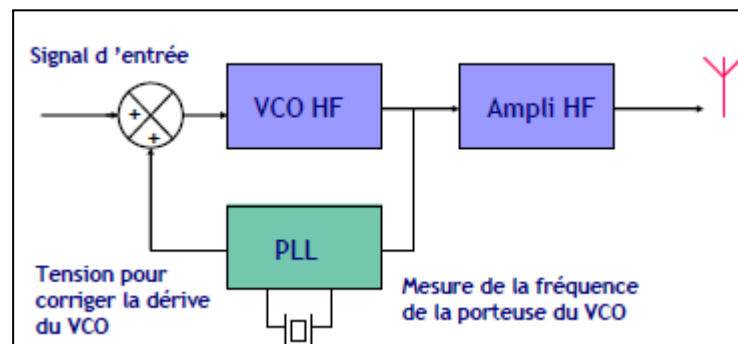 Signal d ’entrée
VCO HF
Ampli HF
+
+
PLL
Tension pour
corriger la dérive
du VCO
Mesure de la fréquence
de la porteuse du VCO